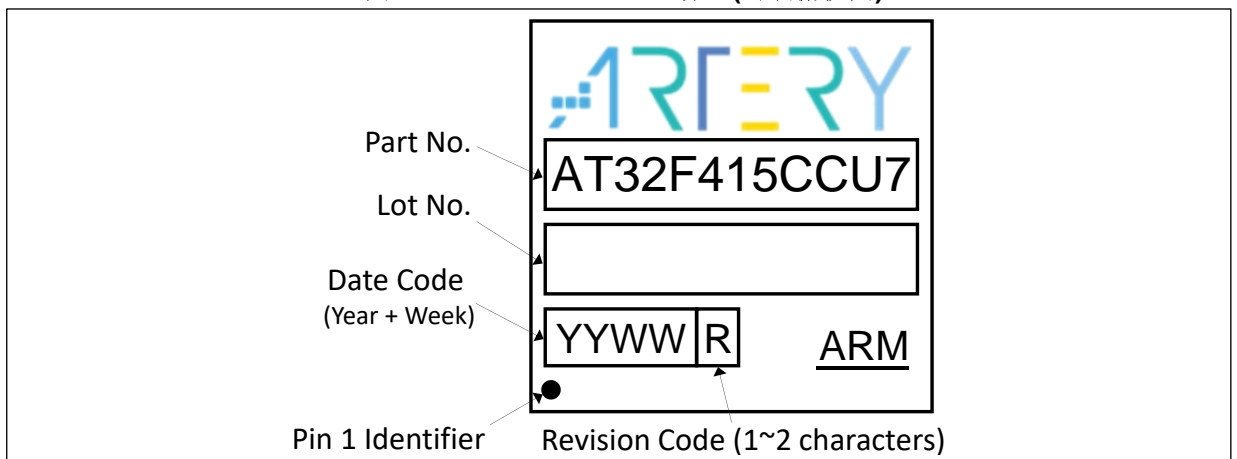 ARTERY
Part No.
AT32F415CCU7
Lot No.
Date Code
(Year + Week)
YYWW R
ARM
Pin 1 Identifier
Revision Code (1~2 characters)